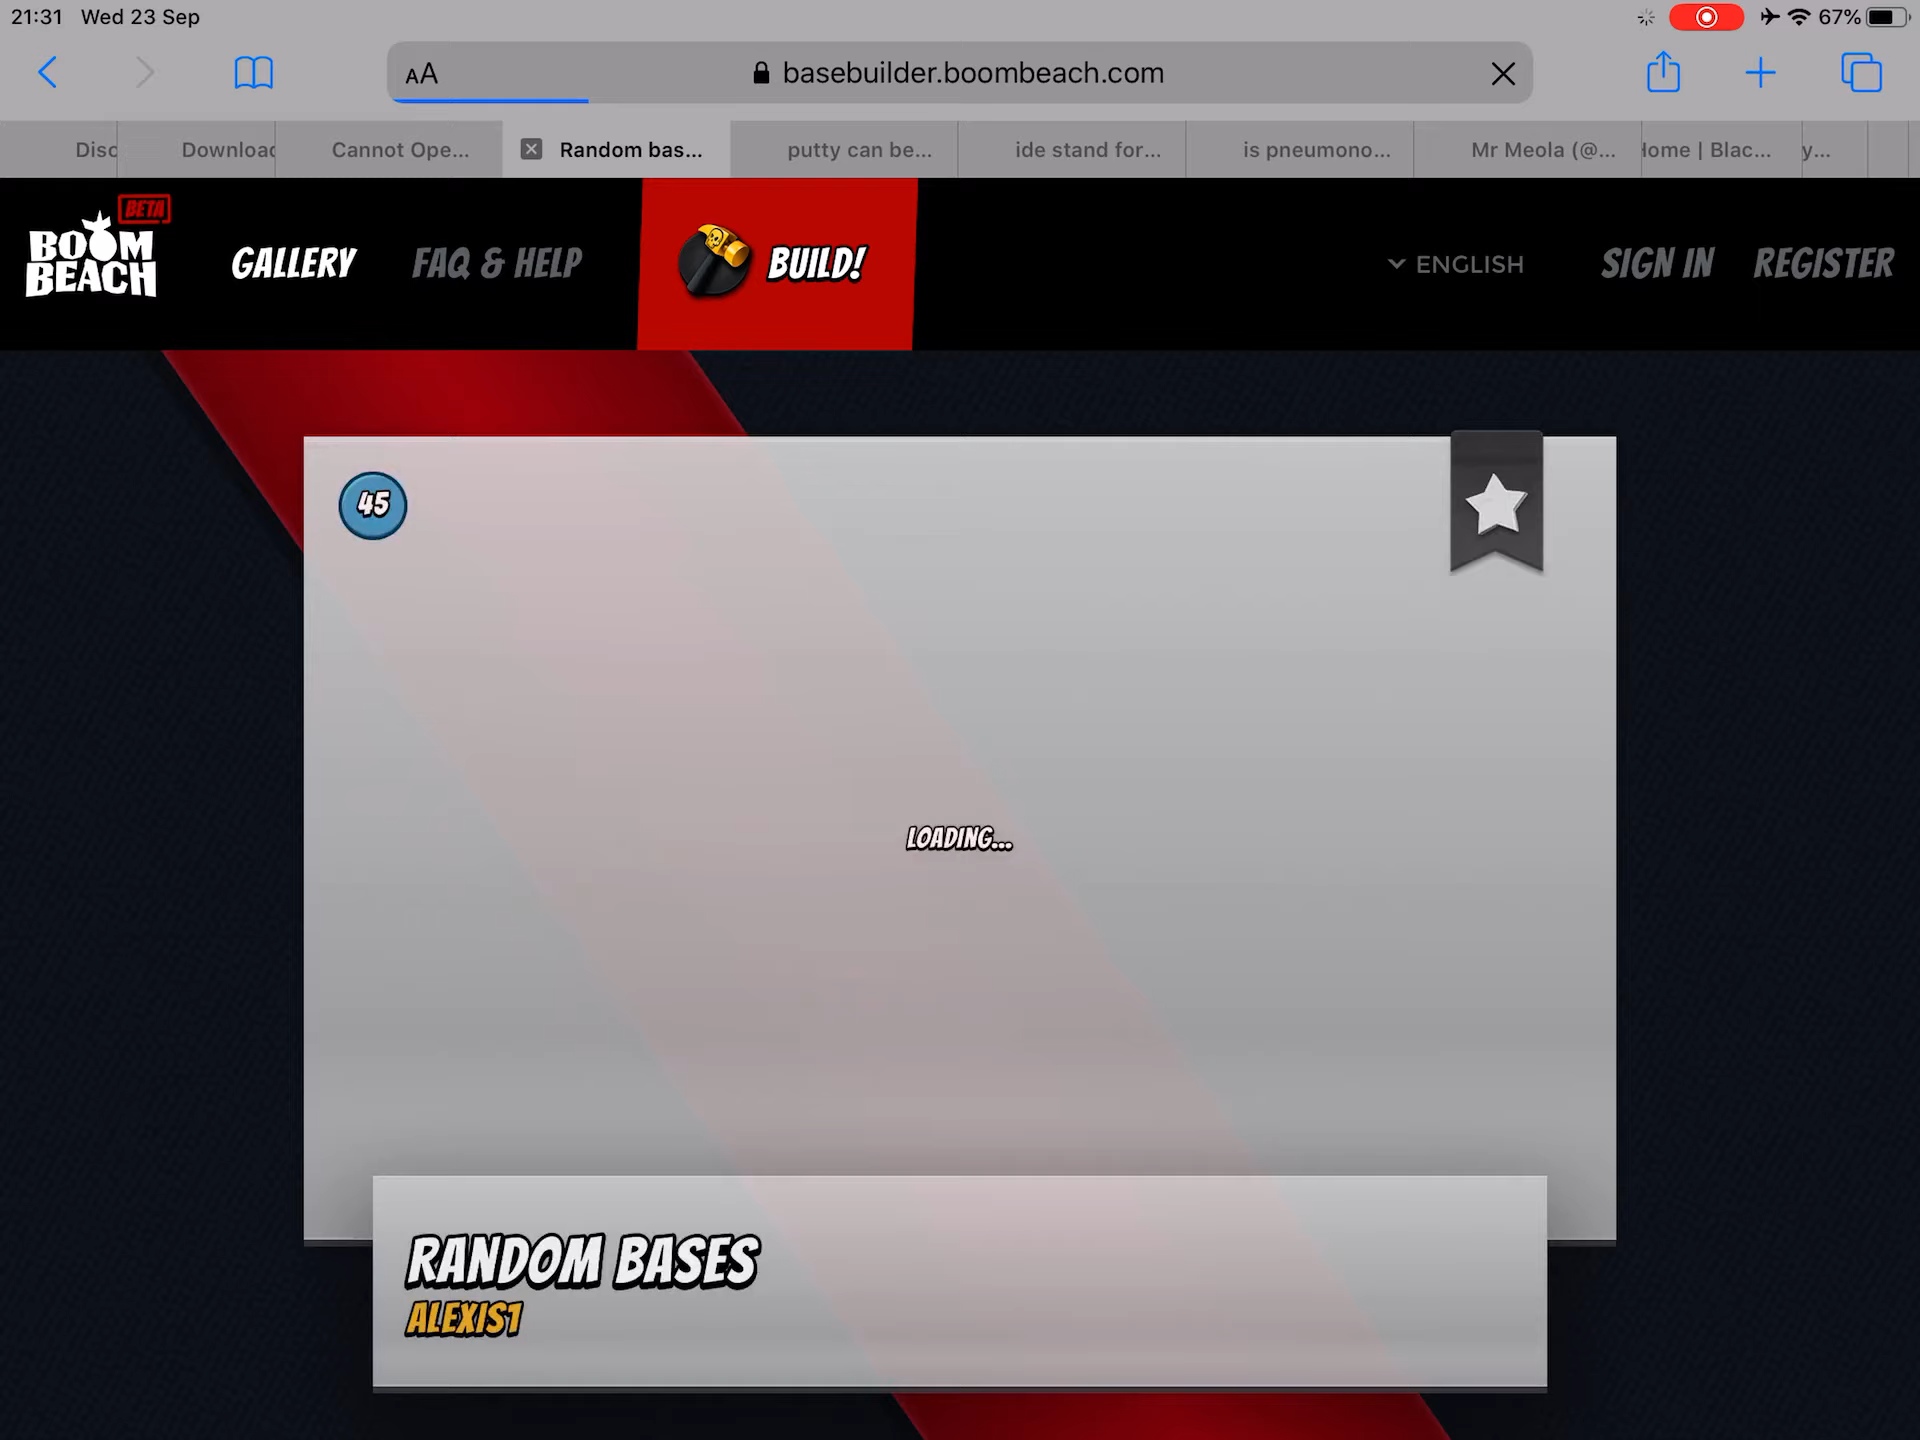 21:31 Wed 23 Sep 67%
AA basebuilder.boombeach.com
Disc Download Cannot Ope... Random bas... putty can be... ide stand for... is pneumono... Mr Meola (@... Home | Blac... y...
BOOM BEACH BETA
GALLERY FAQ & HELP BUILD! ENGLISH SIGN IN REGISTER
45
LOADING...
RANDOM BASES
ALEXIS1